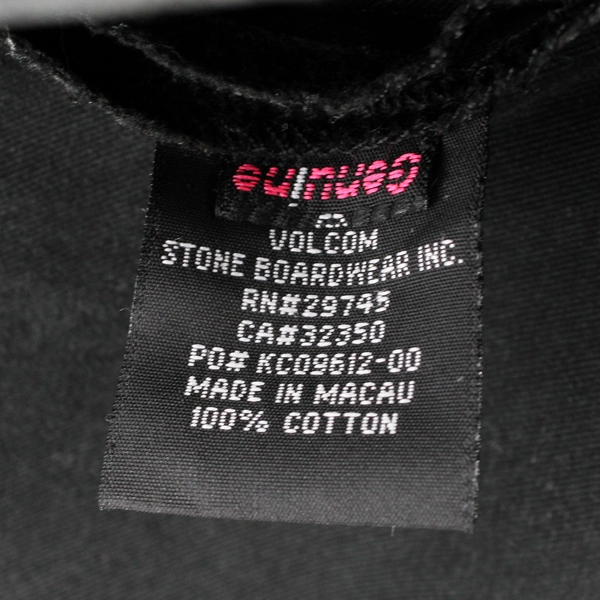 Genuine
VOLCOM
STONE BOARDWEAR INC.
RN#29745
CA#32350
PO# KC09612-00
MADE IN MACAU
100% COTTON